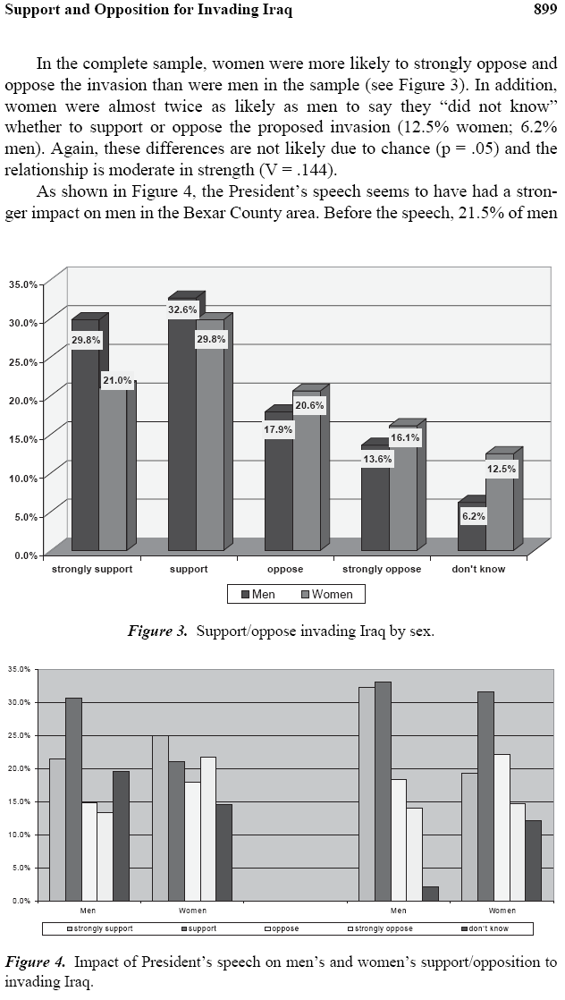 Support and Opposition for Invading Iraq 899
In the complete sample, women were more likely to strongly oppose and
oppose the invasion than were men in the sample (see Figure 3). In addition,
women were almost twice as likely as men to say they “did not know”
whether to support or oppose the proposed invasion (12.5% women; 6.2%
men). Again, these differences are not likely due to chance (p = .05) and the
relationship is moderate in strength (V = .144).
As shown in Figure 4, the President’s speech seems to have had a stron-
ger impact on men in the Bexar County area. Before the speech, 21.5% of men
35.0%
30.0%
25.0%
20.0%
15.0%
10.0%
5.0%
0.0%
29.8%
21.0%
32.6%
29.8%
17.9%
20.6%
13.6%
16.1%
6.2%
12.5%
strongly support support oppose strongly oppose don't know
Men Women
Figure 3. Support/oppose invading Iraq by sex.
35.0%
30.0%
25.0%
20.0%
15.0%
10.0%
5.0%
0.0%
Men Women Men Women
strongly support support oppose strongly oppose don't know
Figure 4. Impact of President’s speech on men’s and women’s support/opposition to
invading Iraq.